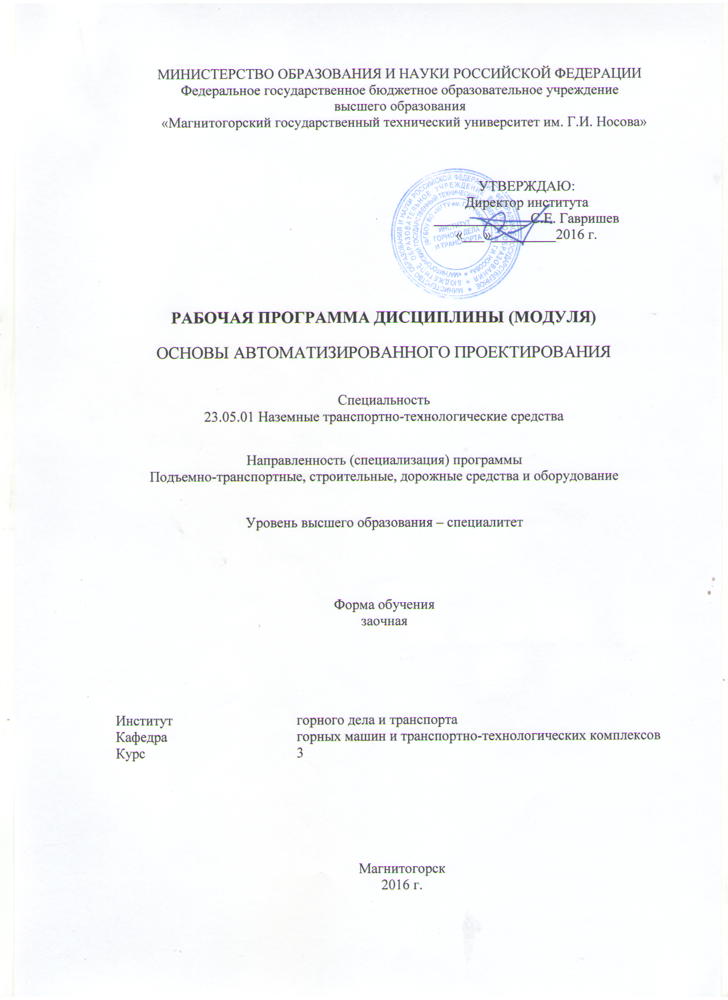 МИНИСТЕРСТВО ОБРАЗОВАНИЯ И НАУКИ РОССИЙСКОЙ ФЕДЕРАЦИИ
Федеральное государственное бюджетное образовательное учреждение
высшего образования
«Магнитогорский государственный технический университет им. Г.И. Носова»
УТВЕРЖДАЮ:
Директор института
С.Е. Гавришев
«___»_________2016 г.
ИНСТИТУТ
ГОРНОГО ДЕЛА
И ТРАНСПОРТА
РАБОЧАЯ ПРОГРАММА ДИСЦИПЛИНЫ (МОДУЛЯ)
ОСНОВЫ АВТОМАТИЗИРОВАННОГО ПРОЕКТИРОВАНИЯ
Специальность
23.05.01 Наземные транспортно-технологические средства
Направленность (специализация) программы
Подъемно-транспортные, строительные, дорожные средства и оборудование
Уровень высшего образования – специалитет
Форма обучения
заочная
Институт горного дела и транспорта
Кафедра горных машин и транспортно-технологических комплексов
Курс 3
Магнитогорск
2016 г.